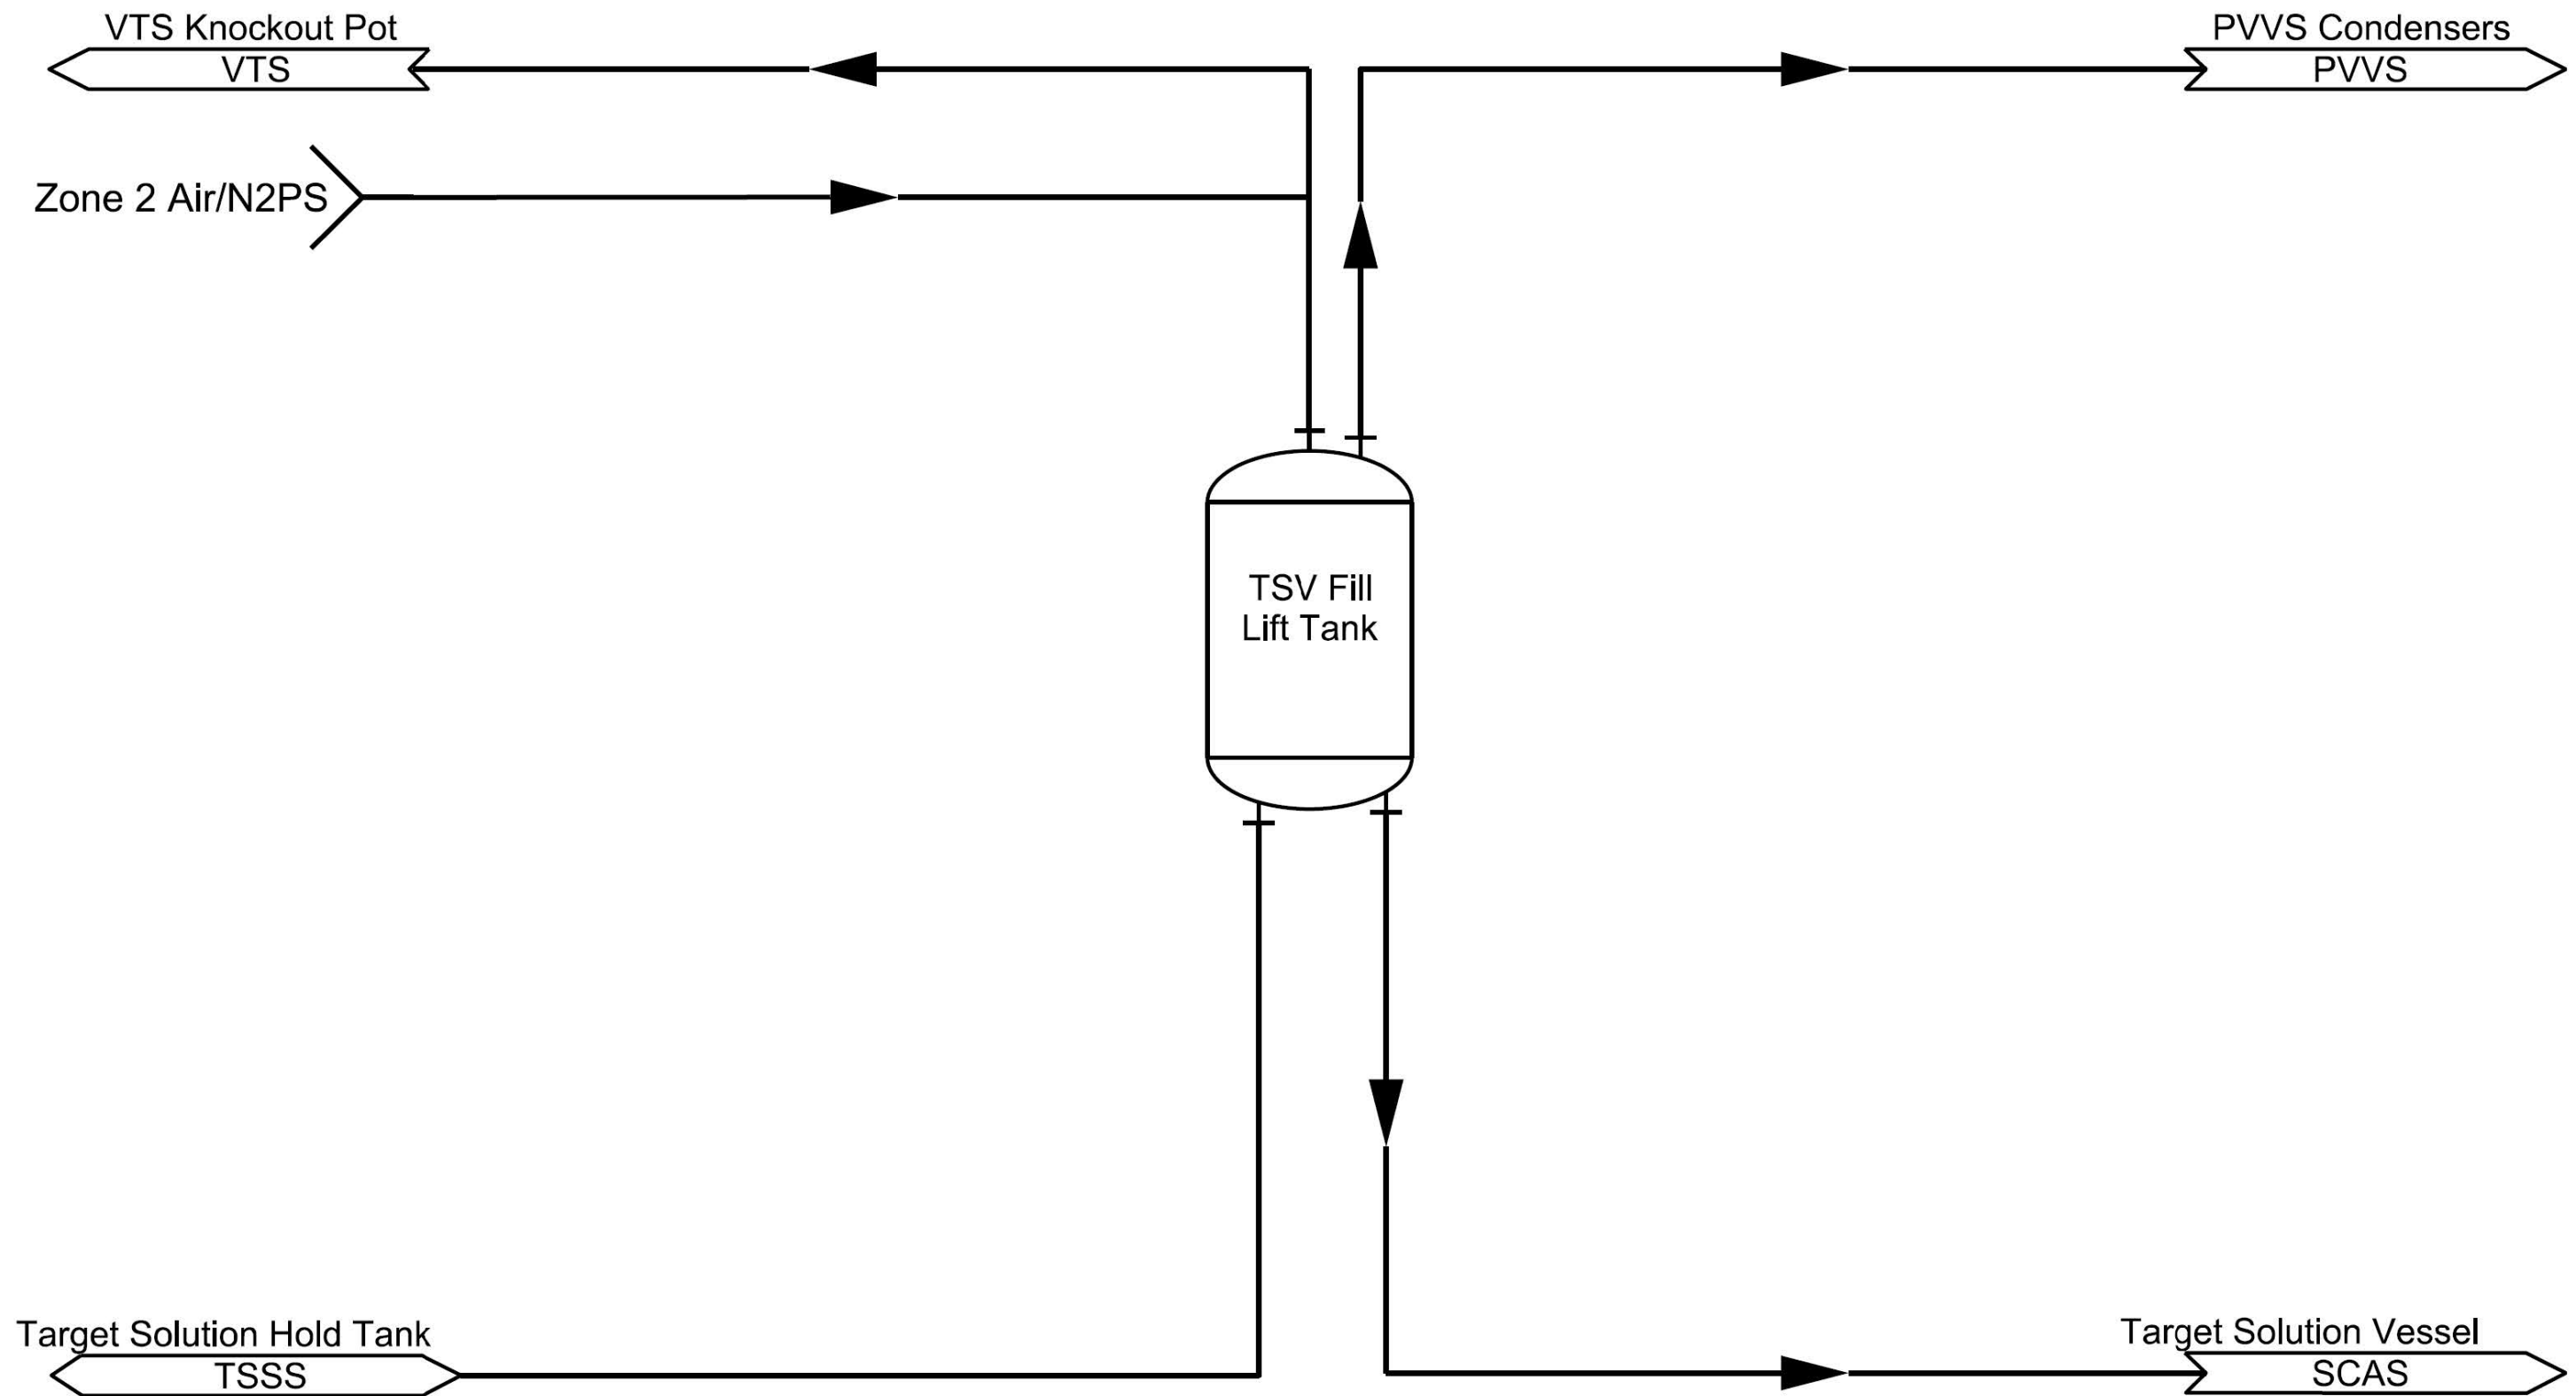 VTS Knockout Pot
VTS
PVVS Condensers
PVVS
Zone 2 Air/N2PS
TSV Fill
Lift Tank
Target Solution Hold Tank
TSSS
Target Solution Vessel
SCAS